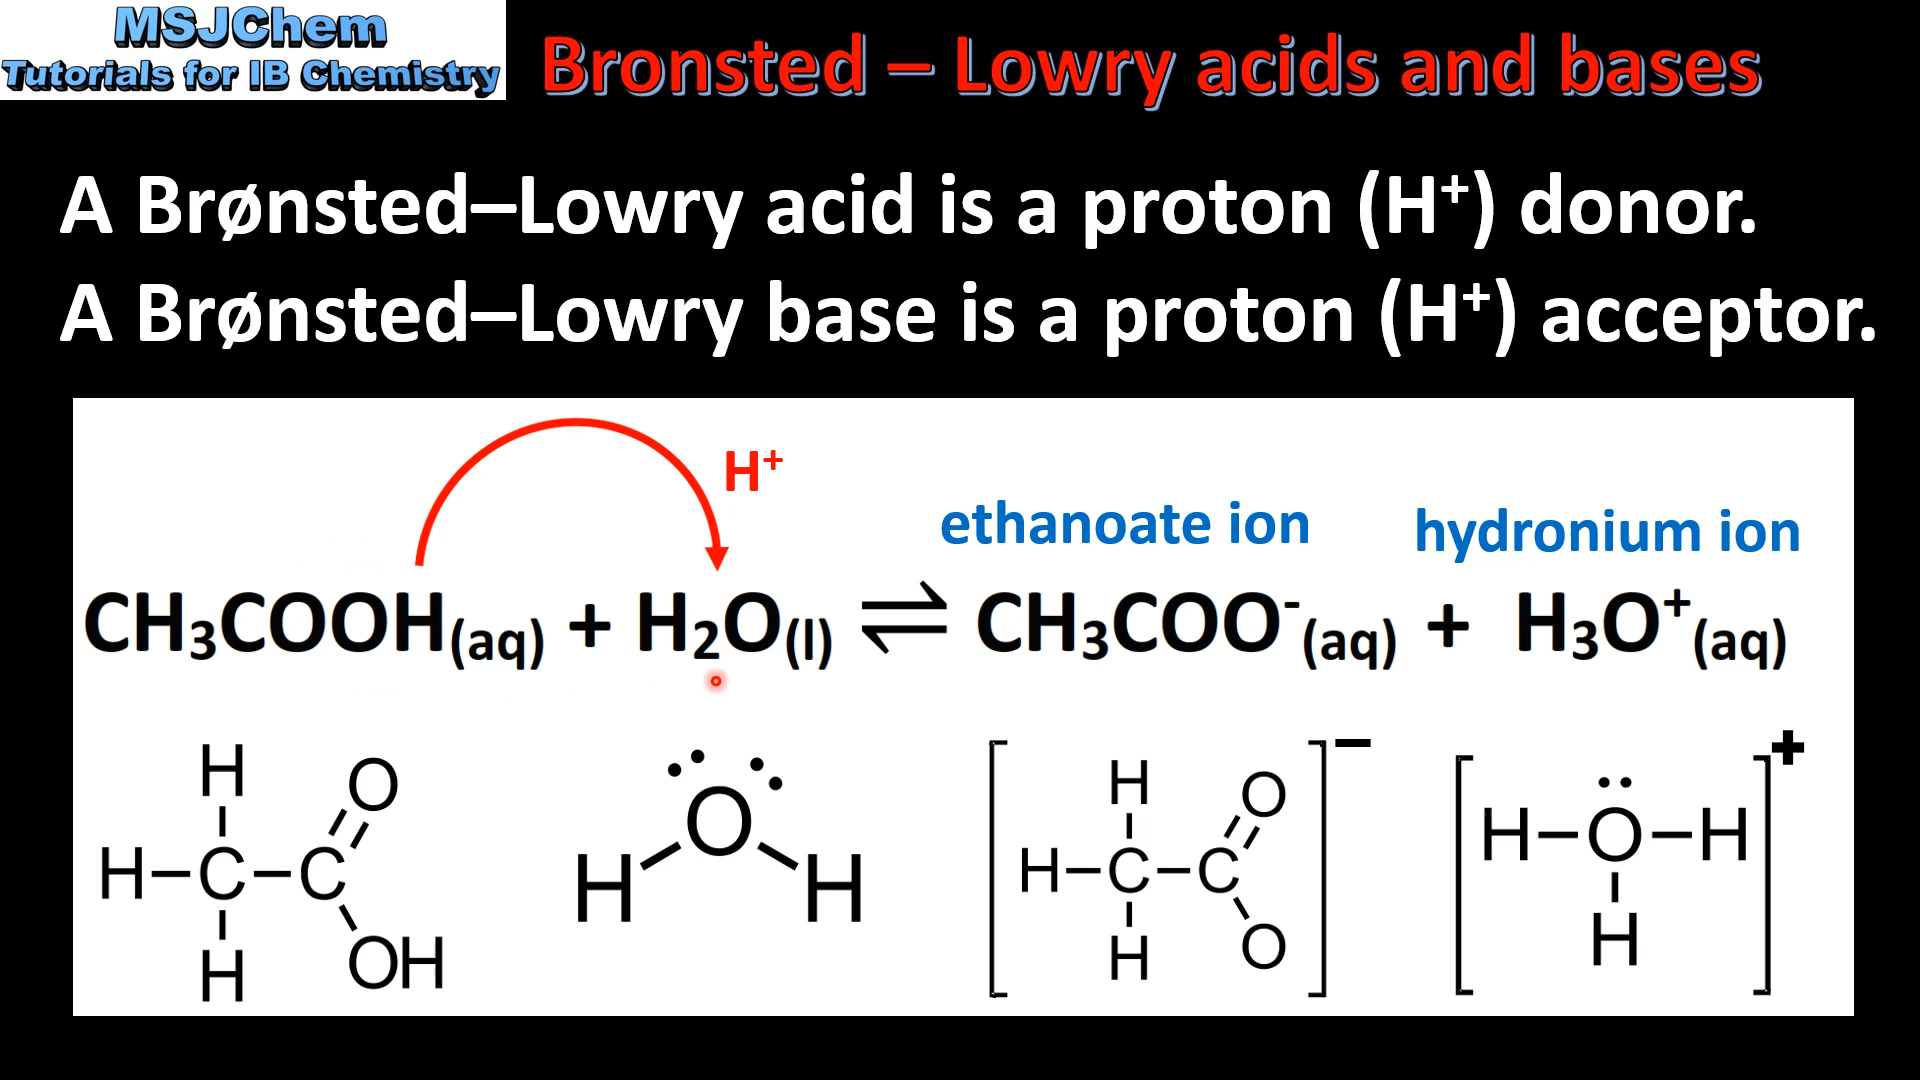 MSJChem
Tutorials for IB Chemistry
Bronsted – Lowry acids and bases
A Brønsted–Lowry acid is a proton (H⁺) donor.
A Brønsted–Lowry base is a proton (H⁺) acceptor.
H⁺
ethanoate ion
hydronium ion
CH₃COOH(aq) + H₂O(l) ⇌ CH₃COO⁻(aq) + H₃O⁺(aq)
H
O
H–C–C
H
OH
O
H
H
H
O
H–C–C
H
O
−
H–O–H
H
+